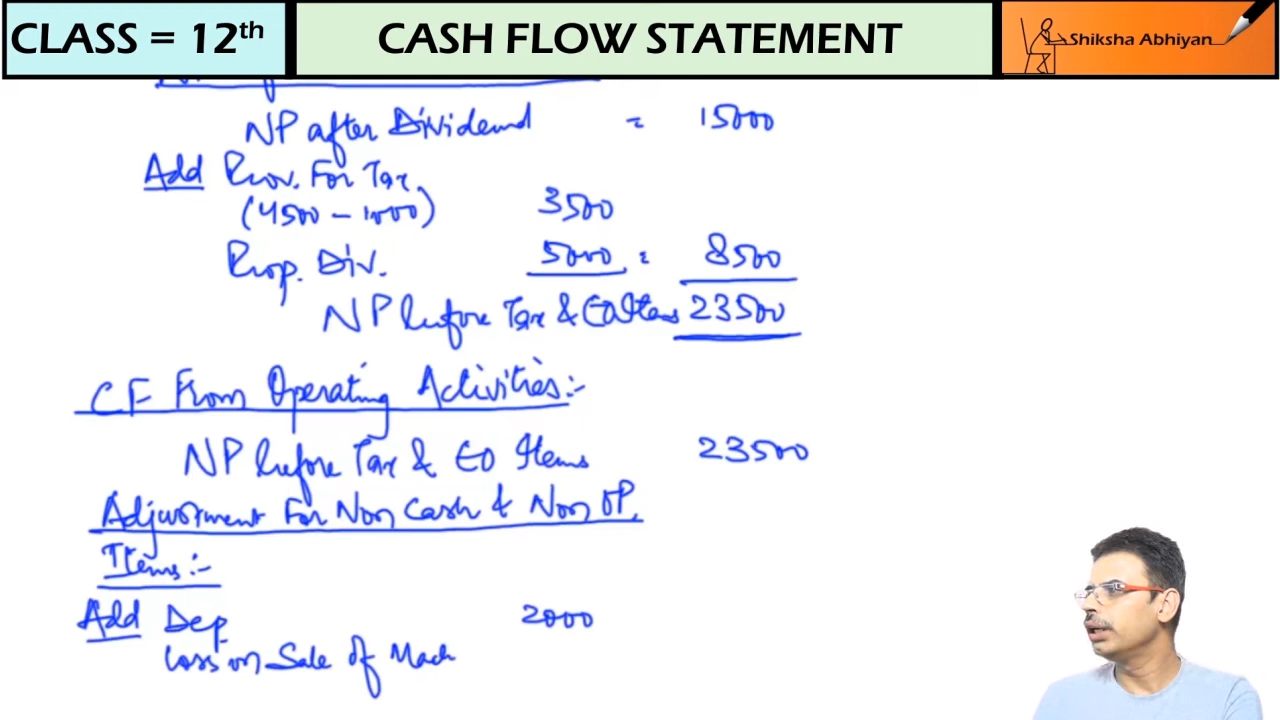 CLASS = 12th
CASH FLOW STATEMENT
Shiksha Abhiyan
NP after Dividend = 15000
Add Prov. For Tax
(4500 - 1000) 3500
Prop. Div. 5000 = 8500
NP before Tax & EO Items 23500
CF From Operating Activities:-
NP before Tax & EO Items 23500
Adjustment For Non Cash & Non OP.
Items:-
Add Dep 2000
Loss on Sale of Mach